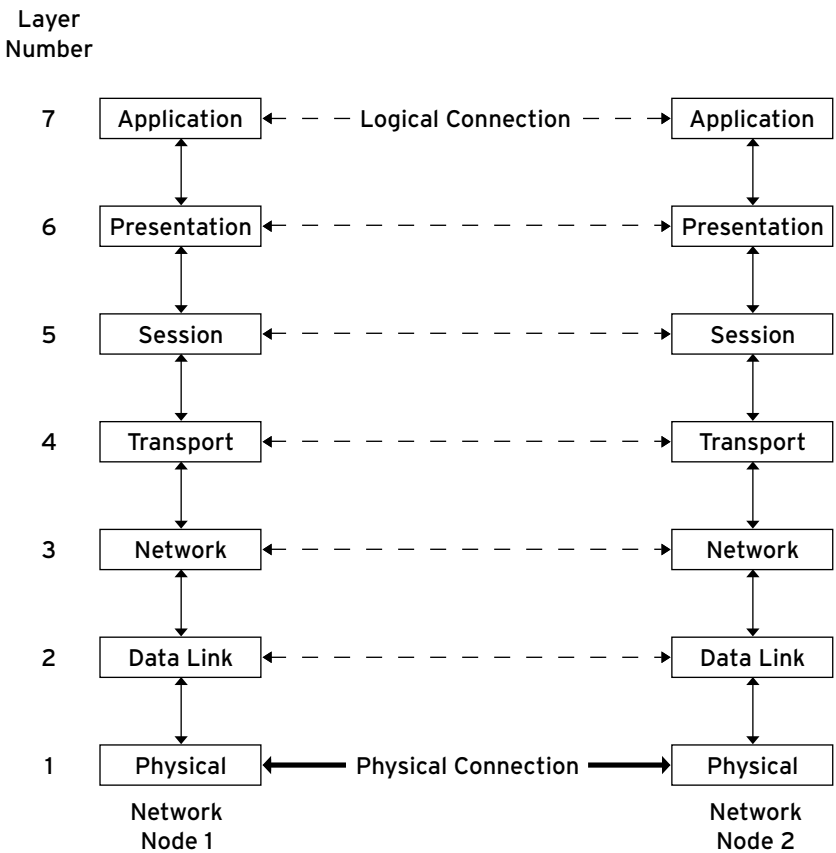 Layer
Number
7 Application Logical Connection Application
6 Presentation Presentation
5 Session Session
4 Transport Transport
3 Network Network
2 Data Link Data Link
1 Physical Physical Connection Physical
Network
Node 1
Network
Node 2